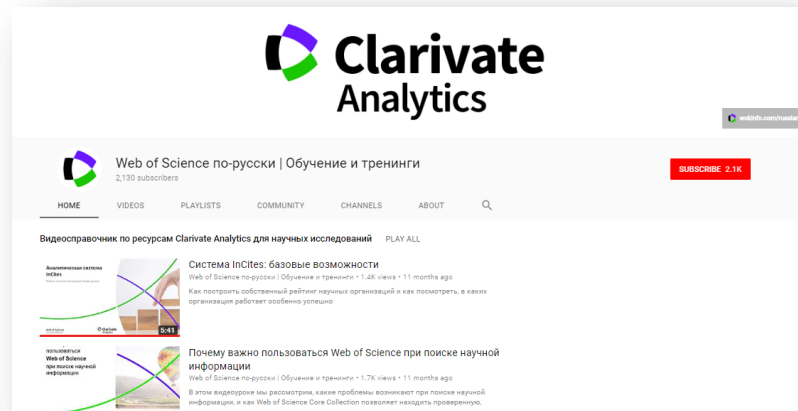 Clarivate
Analytics
wokinfo.com/russian
Web of Science по-русски | Обучение и тренинги
2,130 subscribers
SUBSCRIBE 2.1K
HOME VIDEOS PLAYLISTS COMMUNITY CHANNELS ABOUT
Видеосправочник по ресурсам Clarivate Analytics для научных исследований PLAY ALL
Аналитическая система
InCites
Clarivate
Analytics
5:41
Система InCites: базовые возможности
Web of Science по-русски | Обучение и тренинги • 1.4K views • 11 months ago
Как построить собственный рейтинг научных организаций и как посмотреть, в каких
организация работает особенно успешно
пользоваться
Web of Science
при поиске научной
информации
Почему важно пользоваться Web of Science при поиске научной
информации
Web of Science по-русски | Обучение и тренинги • 1.7K views • 11 months ago
В этом видеоуроке мы рассмотрим, какие проблемы возникают при поиске научной
информации, и как Web of Science Core Collection позволяет находить проверенную,